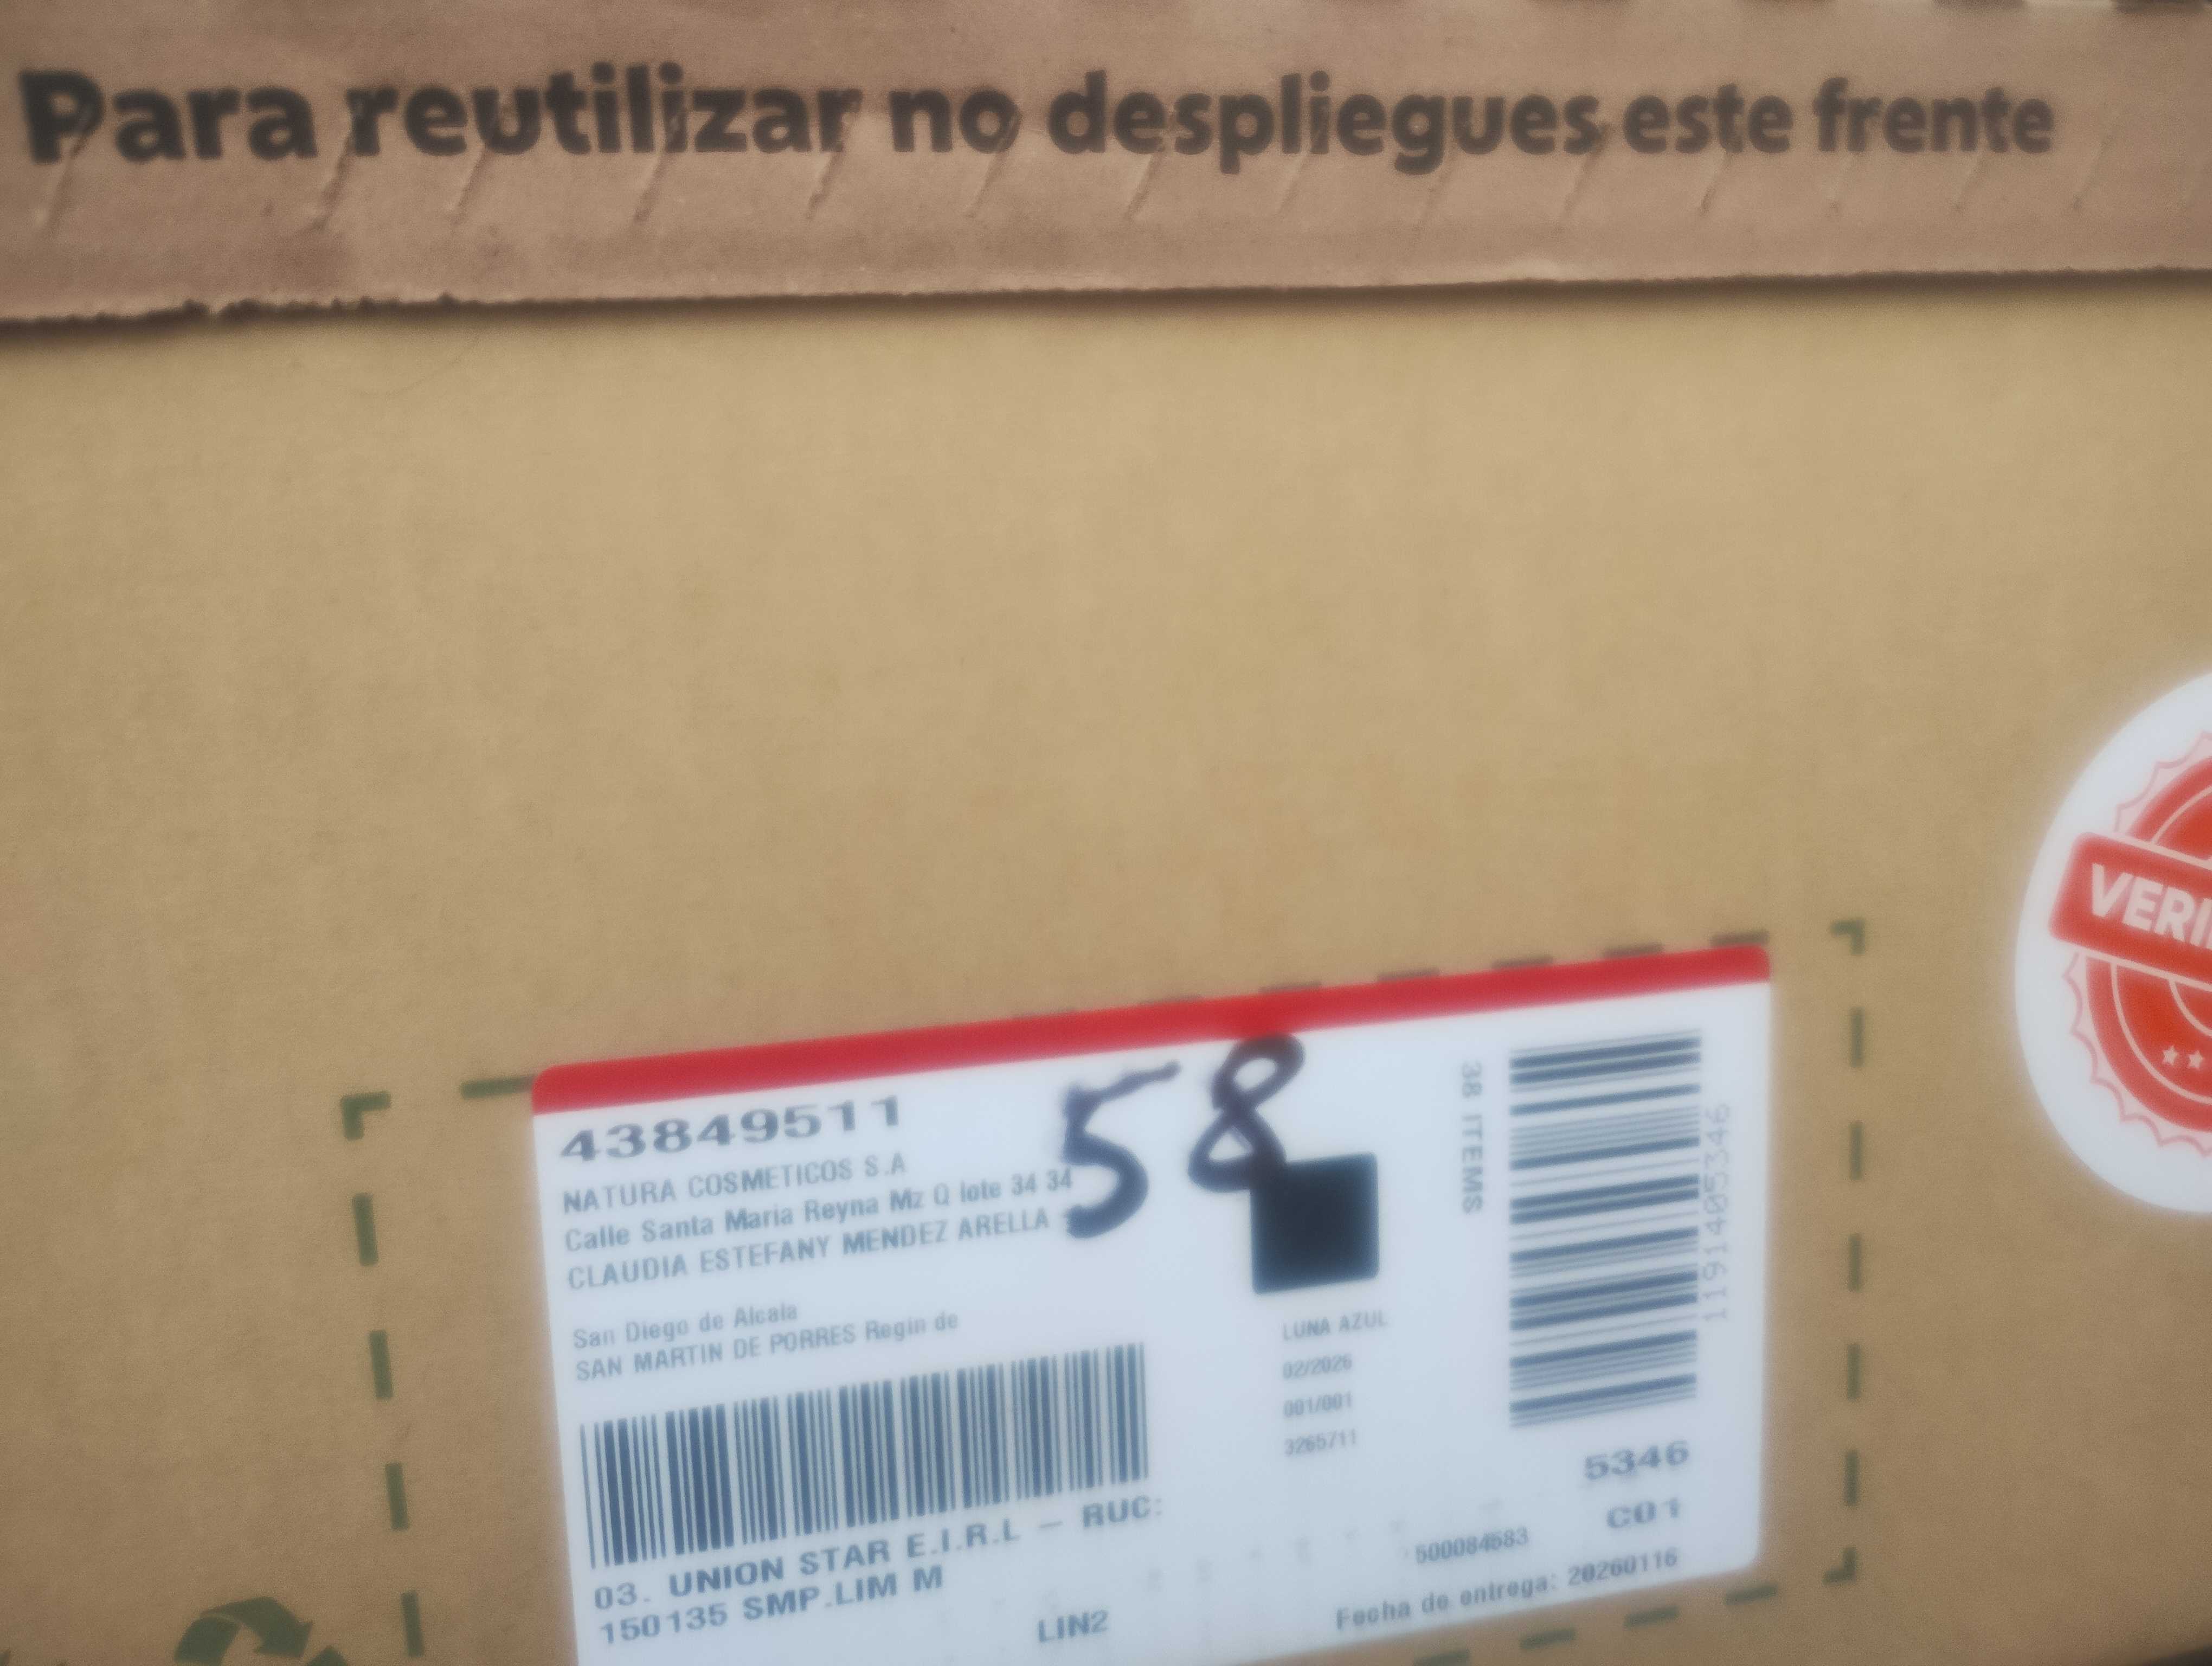 Para reutilizar no despliegues este frente
VERI
58
43849511
NATURA COSMETICOS S.A
Calle Santa Maria Reyna Mz Q lote 34 34
CLAUDIA ESTEFANY MENDEZ ARELLA
San Diego de Alcala
SAN MARTIN DE PORRES Regin de
38 ITEMS
1191405346
LUNA AZUL
02/2026
001/001
3265711
5346
C01
03. UNION STAR E.I.R.L – RUC:
150135 SMP.LIM M
500084583
LIN2
Fecha de entrega: 20260116